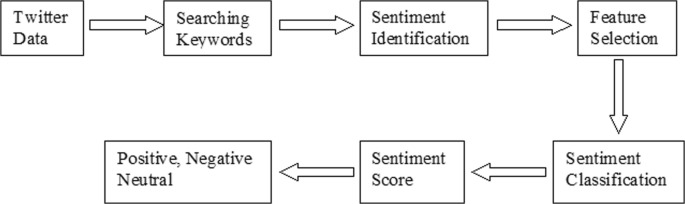 Twitter
Data
Searching
Keywords
Sentiment
Identification
Feature
Selection
Sentiment
Classification
Sentiment
Score
Positive, Negative
Neutral